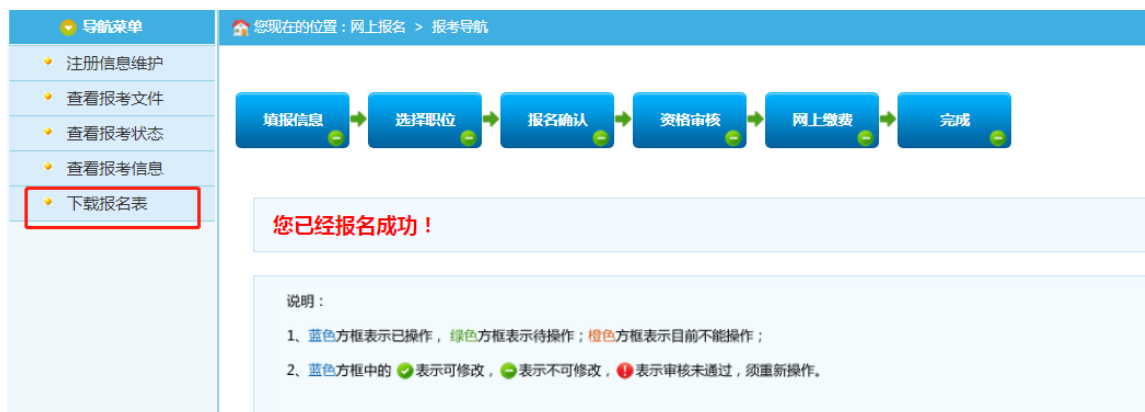 导航菜单
您现在的位置：网上报名 > 报考导航
注册信息维护
查看报考文件
查看报考状态
查看报考信息
下载报名表
填报信息
选择职位
报名确认
资格审核
网上缴费
完成
您已经报名成功！
说明：
1、蓝色方框表示已操作，绿色方框表示待操作；橙色方框表示目前不能操作；
2、蓝色方框中的 表示可修改， 表示不可修改， 表示审核未通过，须重新操作。